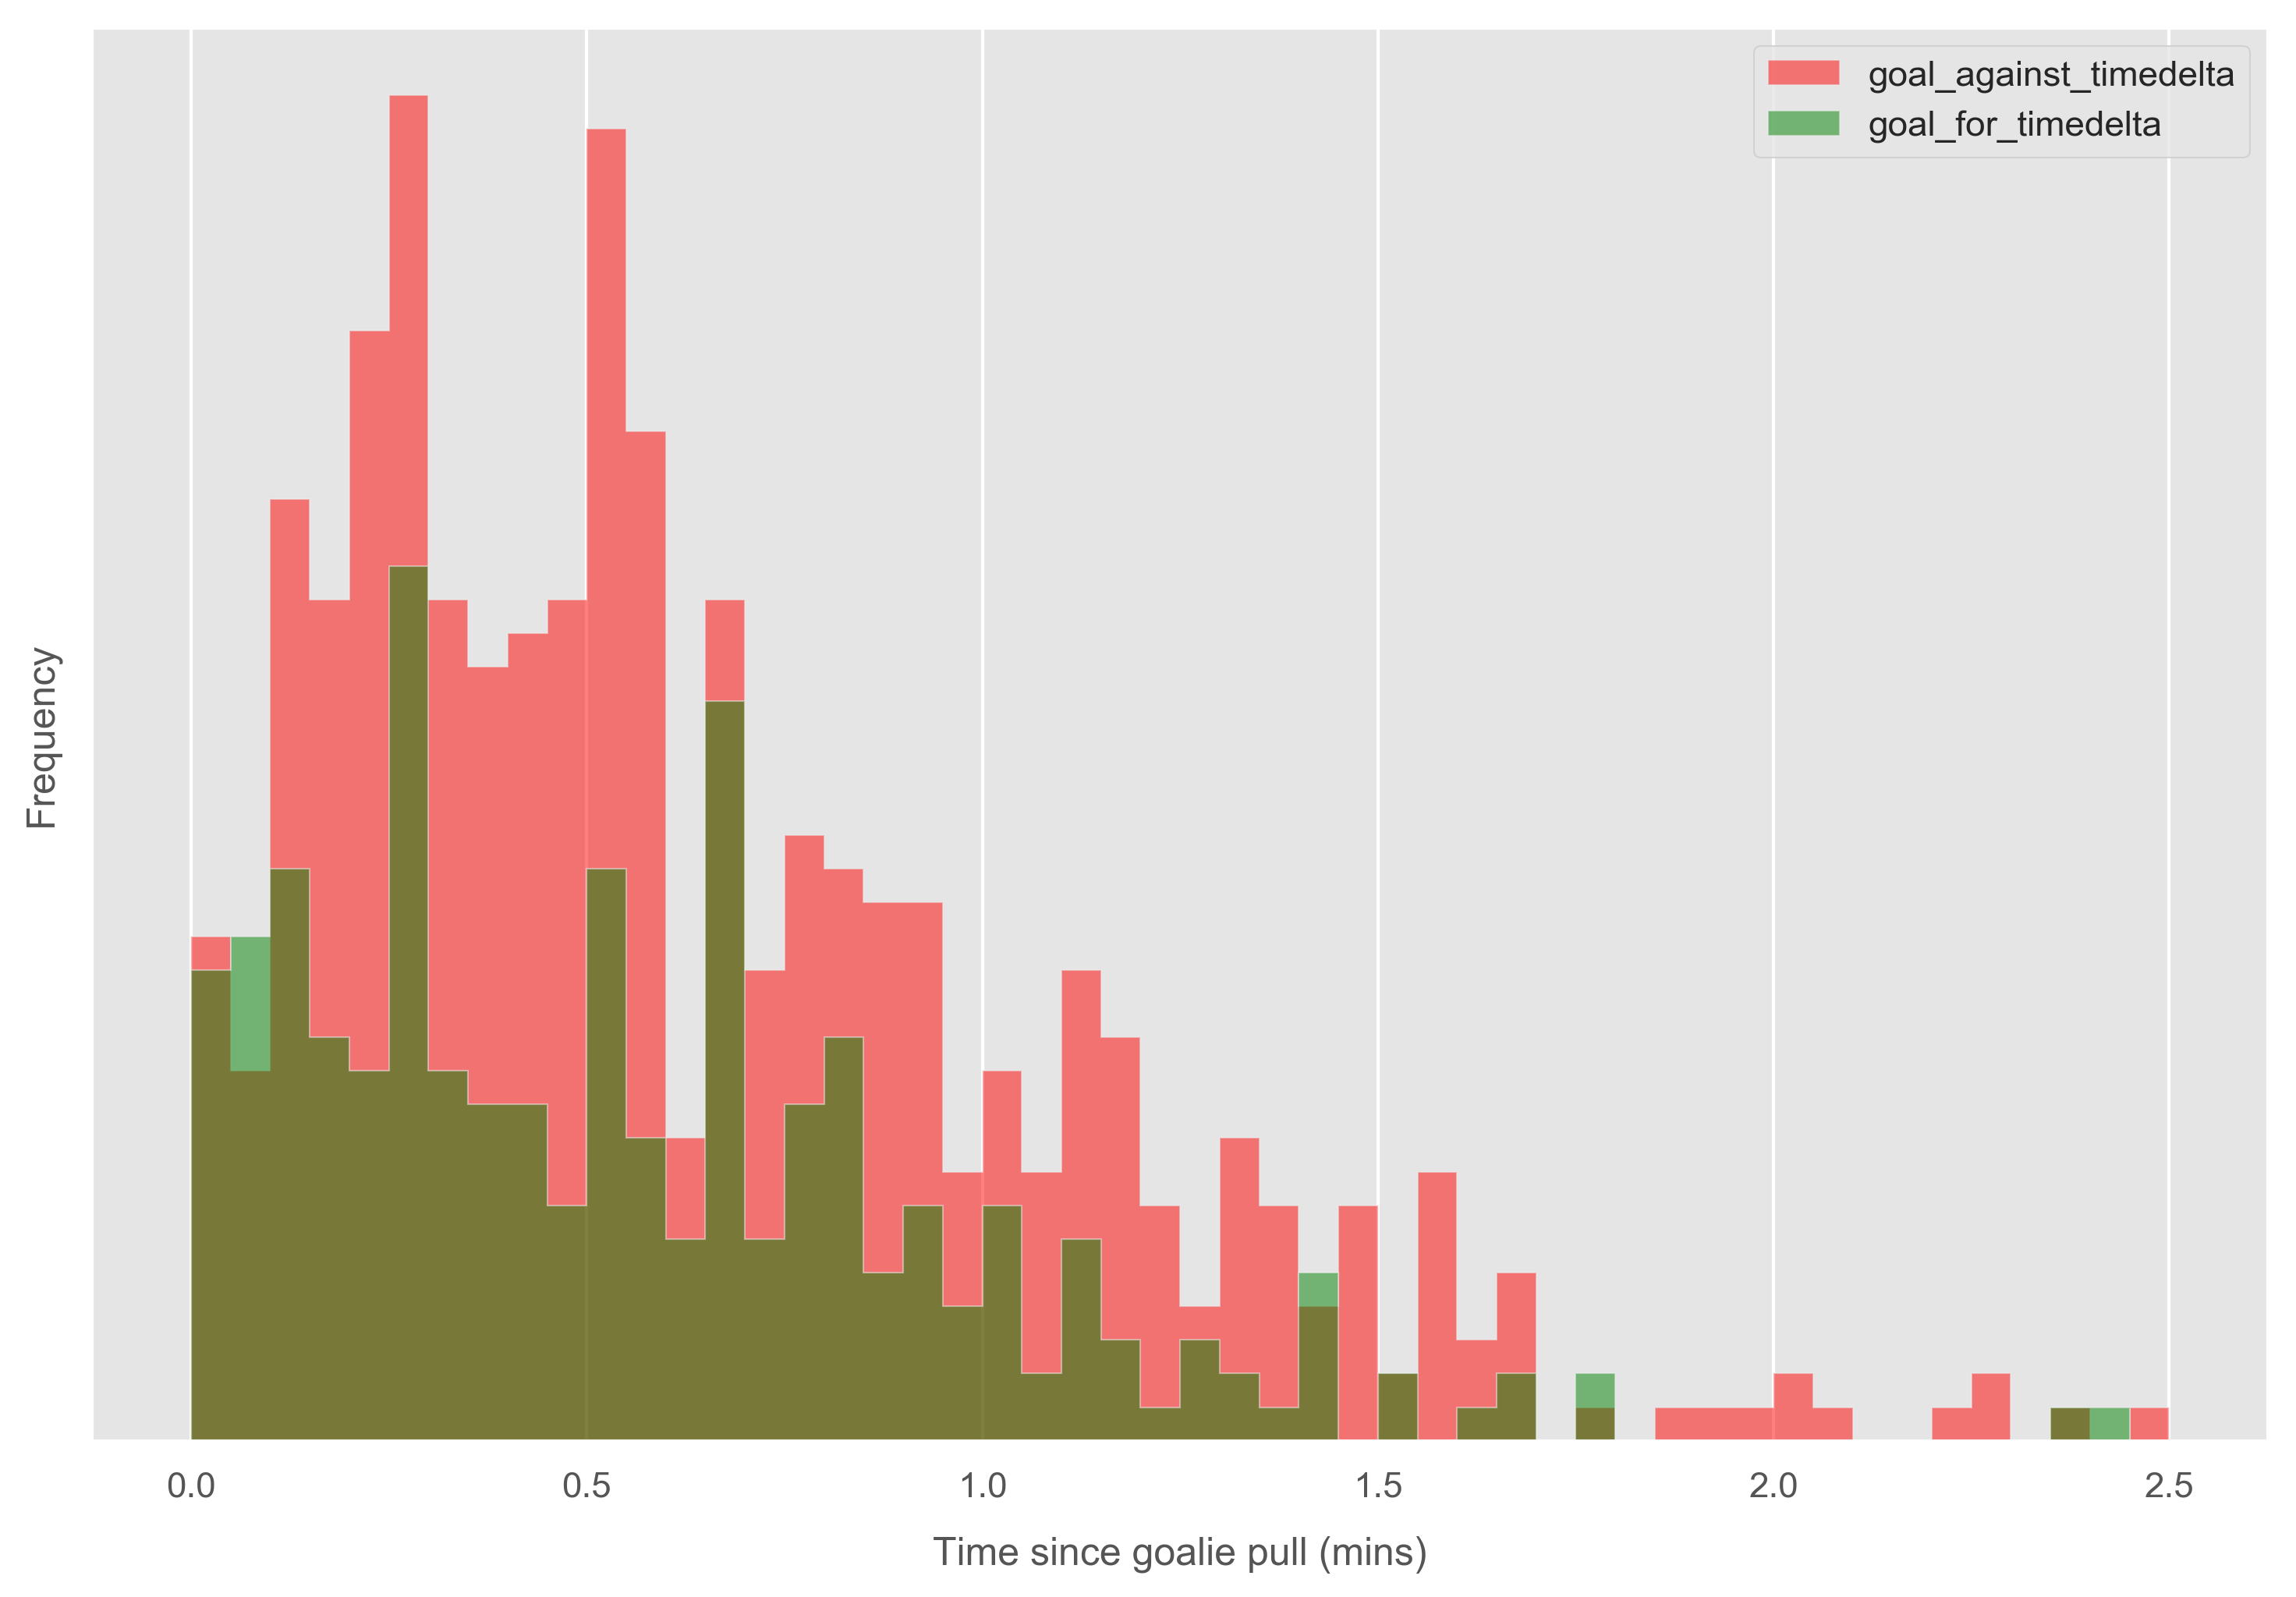 goal_against_timedelta
goal_for_timedelta
Frequency
0.0 0.5 1.0 1.5 2.0 2.5
Time since goalie pull (mins)